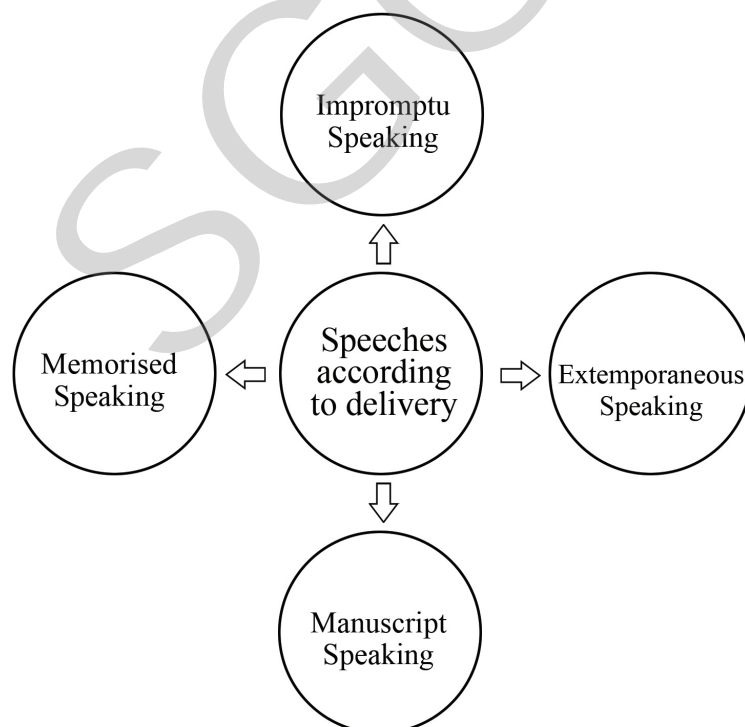 Impromptu
Speaking
Memorised
Speaking
Speeches
according
to delivery
Extemporaneous
Speaking
Manuscript
Speaking